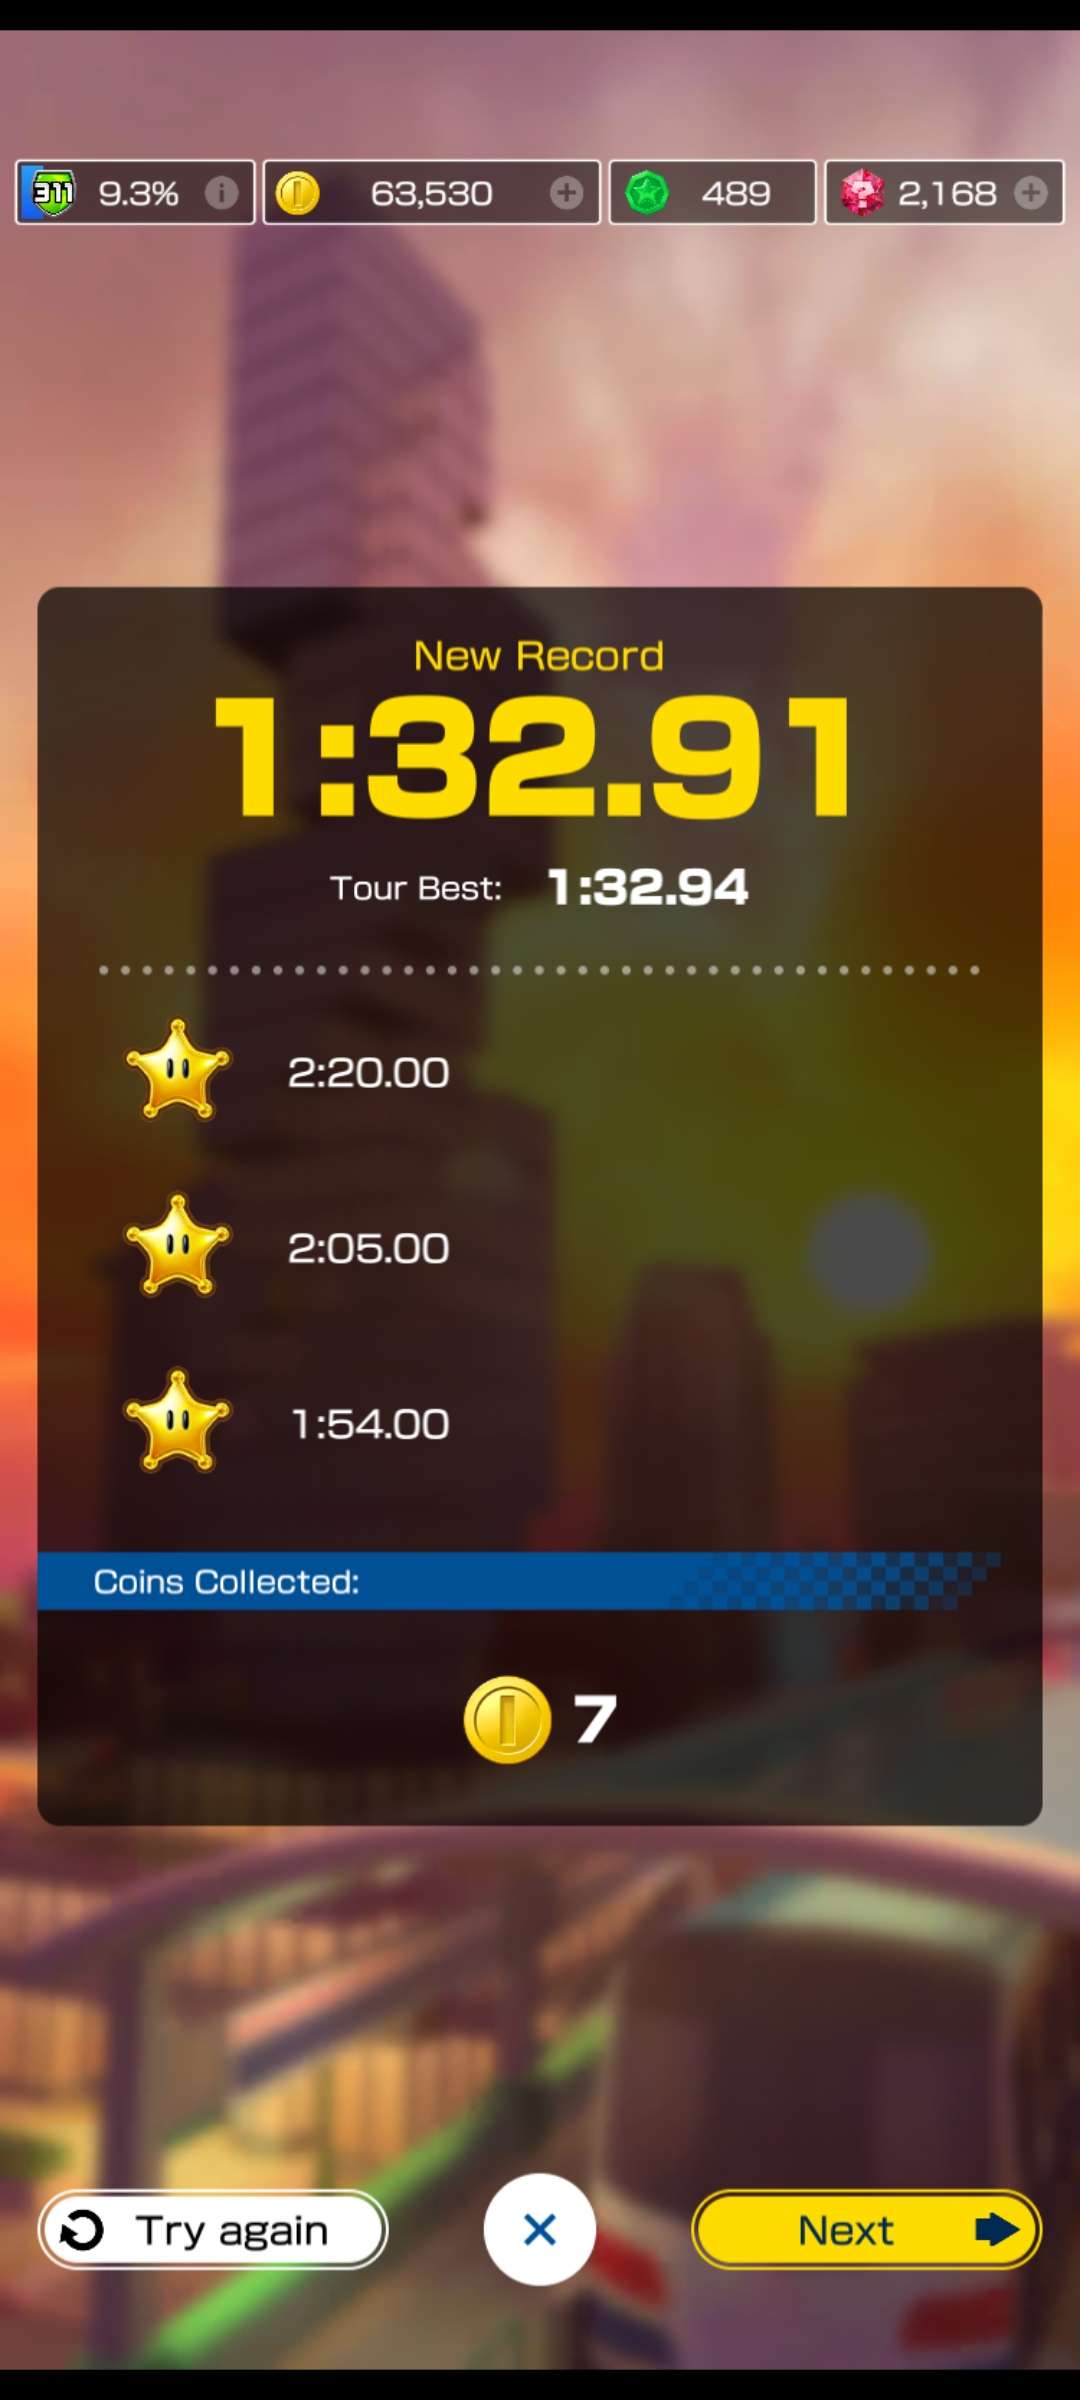 311 9.3% 63,530 489 2,168
New Record
1:32.91
Tour Best: 1:32.94
2:20.00
2:05.00
1:54.00
Coins Collected:
7
Try again Next